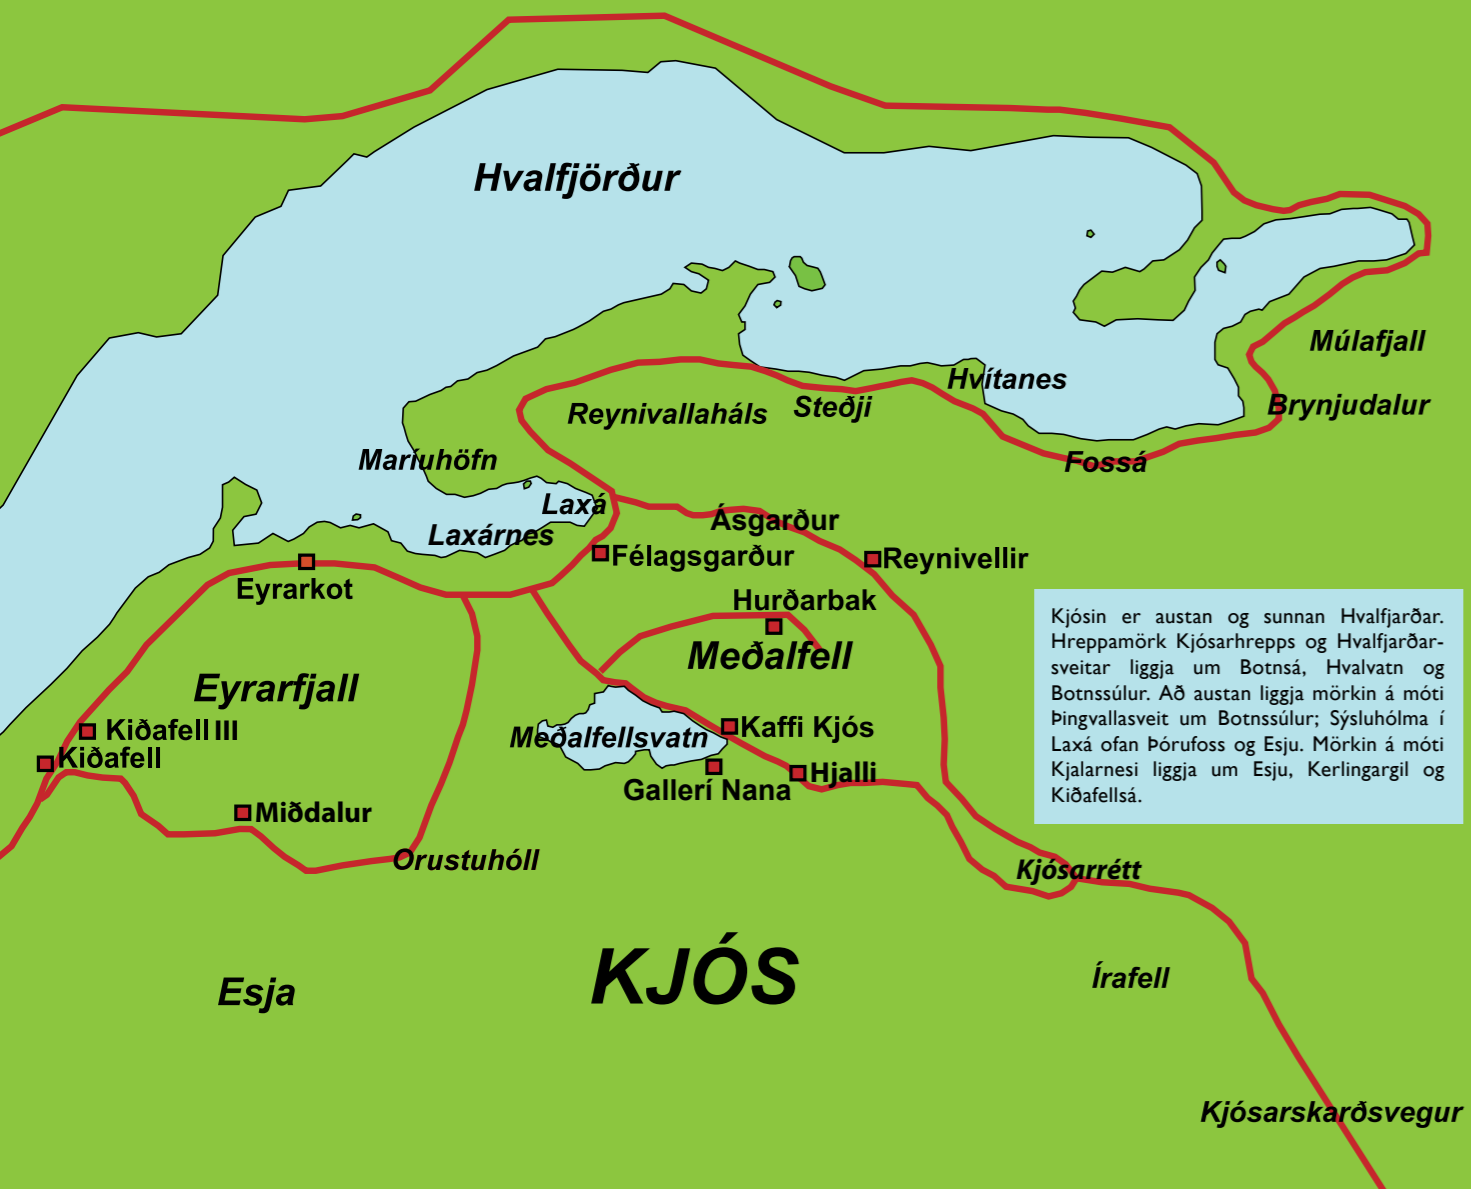 Hvalfjörður
Múlafjall
Hvítanes
Brynjudalur
Steðji
Reynivallaháls
Maríuhöfn
Fossá
Laxá
Ásgarður
Laxárnes
Félagsgarður
Reynivellir
Eyrarkot
Hurðarbak
Meðalfell
Eyrarfjall
Kiðafell III
Kiðafell
Kaffi Kjós
Meðalfellsvatn
Hjalli
Gallerí Nana
Miðdalur
Orustuhóll
Kjósin er austan og sunnan Hvalfjarðar.
Hreppamörk Kjósarhrepps og Hvalfjarðar-
sveitar liggja um Botnsá, Hvalvatn og
Botnssúlur. Að austan liggja mörkin á móti
Þingvallasveit um Botnssúlur; Sýsluhólma í
Laxá ofan Þórufoss og Esju. Mörkin á móti
Kjalarnesi liggja um Esju, Kerlingargil og
Kiðafellsá.
Kjósarrétt
KJÓS
Esja
Írafell
Kjósarskarðsvegur